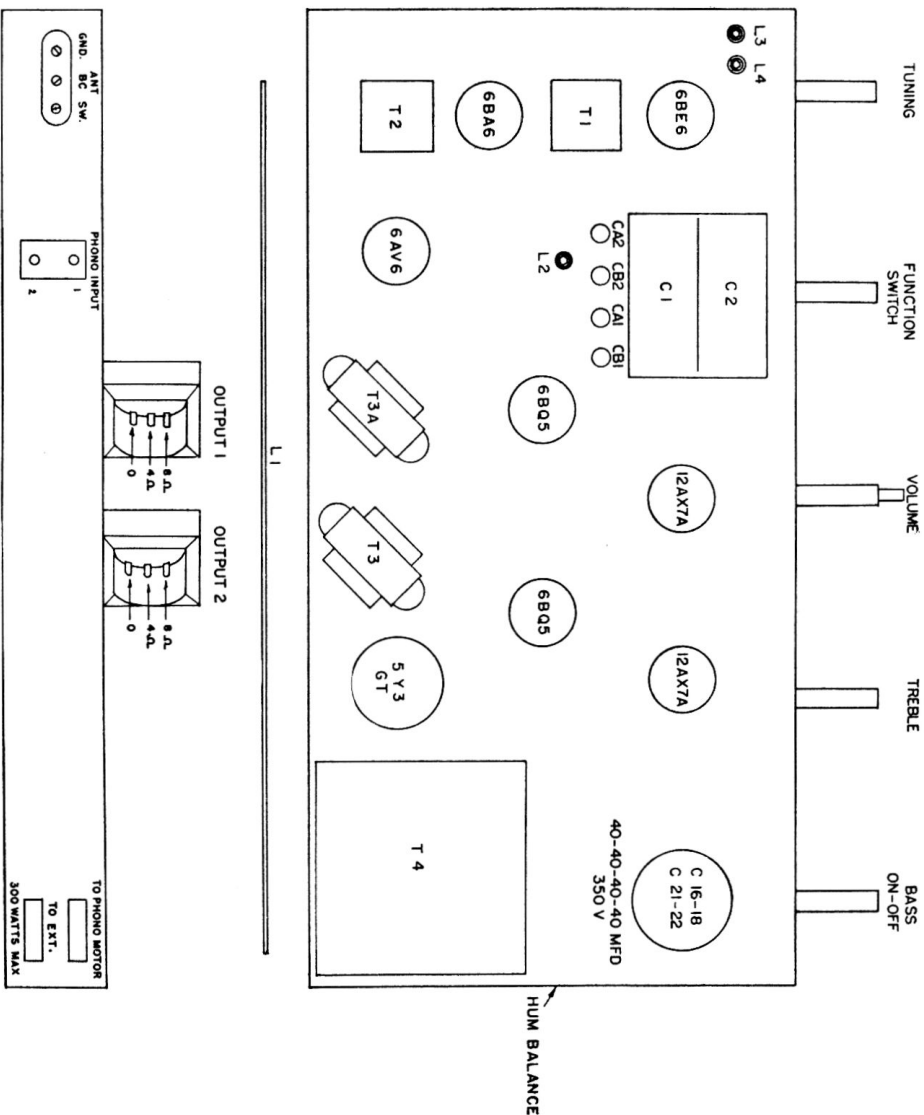 TUNING
FUNCTION
SWITCH
VOLUME
TREBLE
BASS
ON-OFF
L3
L4
6BE6
T1
6BA6
T2
C2
C1
CA2
CB2
CA1
CB1
L2
6AV6
12AX7A
12AX7A
6BQ5
6BQ5
T3A
T3
5Y3
GT
C 16-18
C 21-22
40-40-40-40 MFD
350 V
T 4
HUM BALANCE
L1
OUTPUT 1
OUTPUT 2
0
4Ω
8Ω
0
4Ω
8Ω
ANT
GND. BC SW.
PHONO INPUT
1
2
TO PHONO MOTOR
TO EXT.
300 WATTS MAX